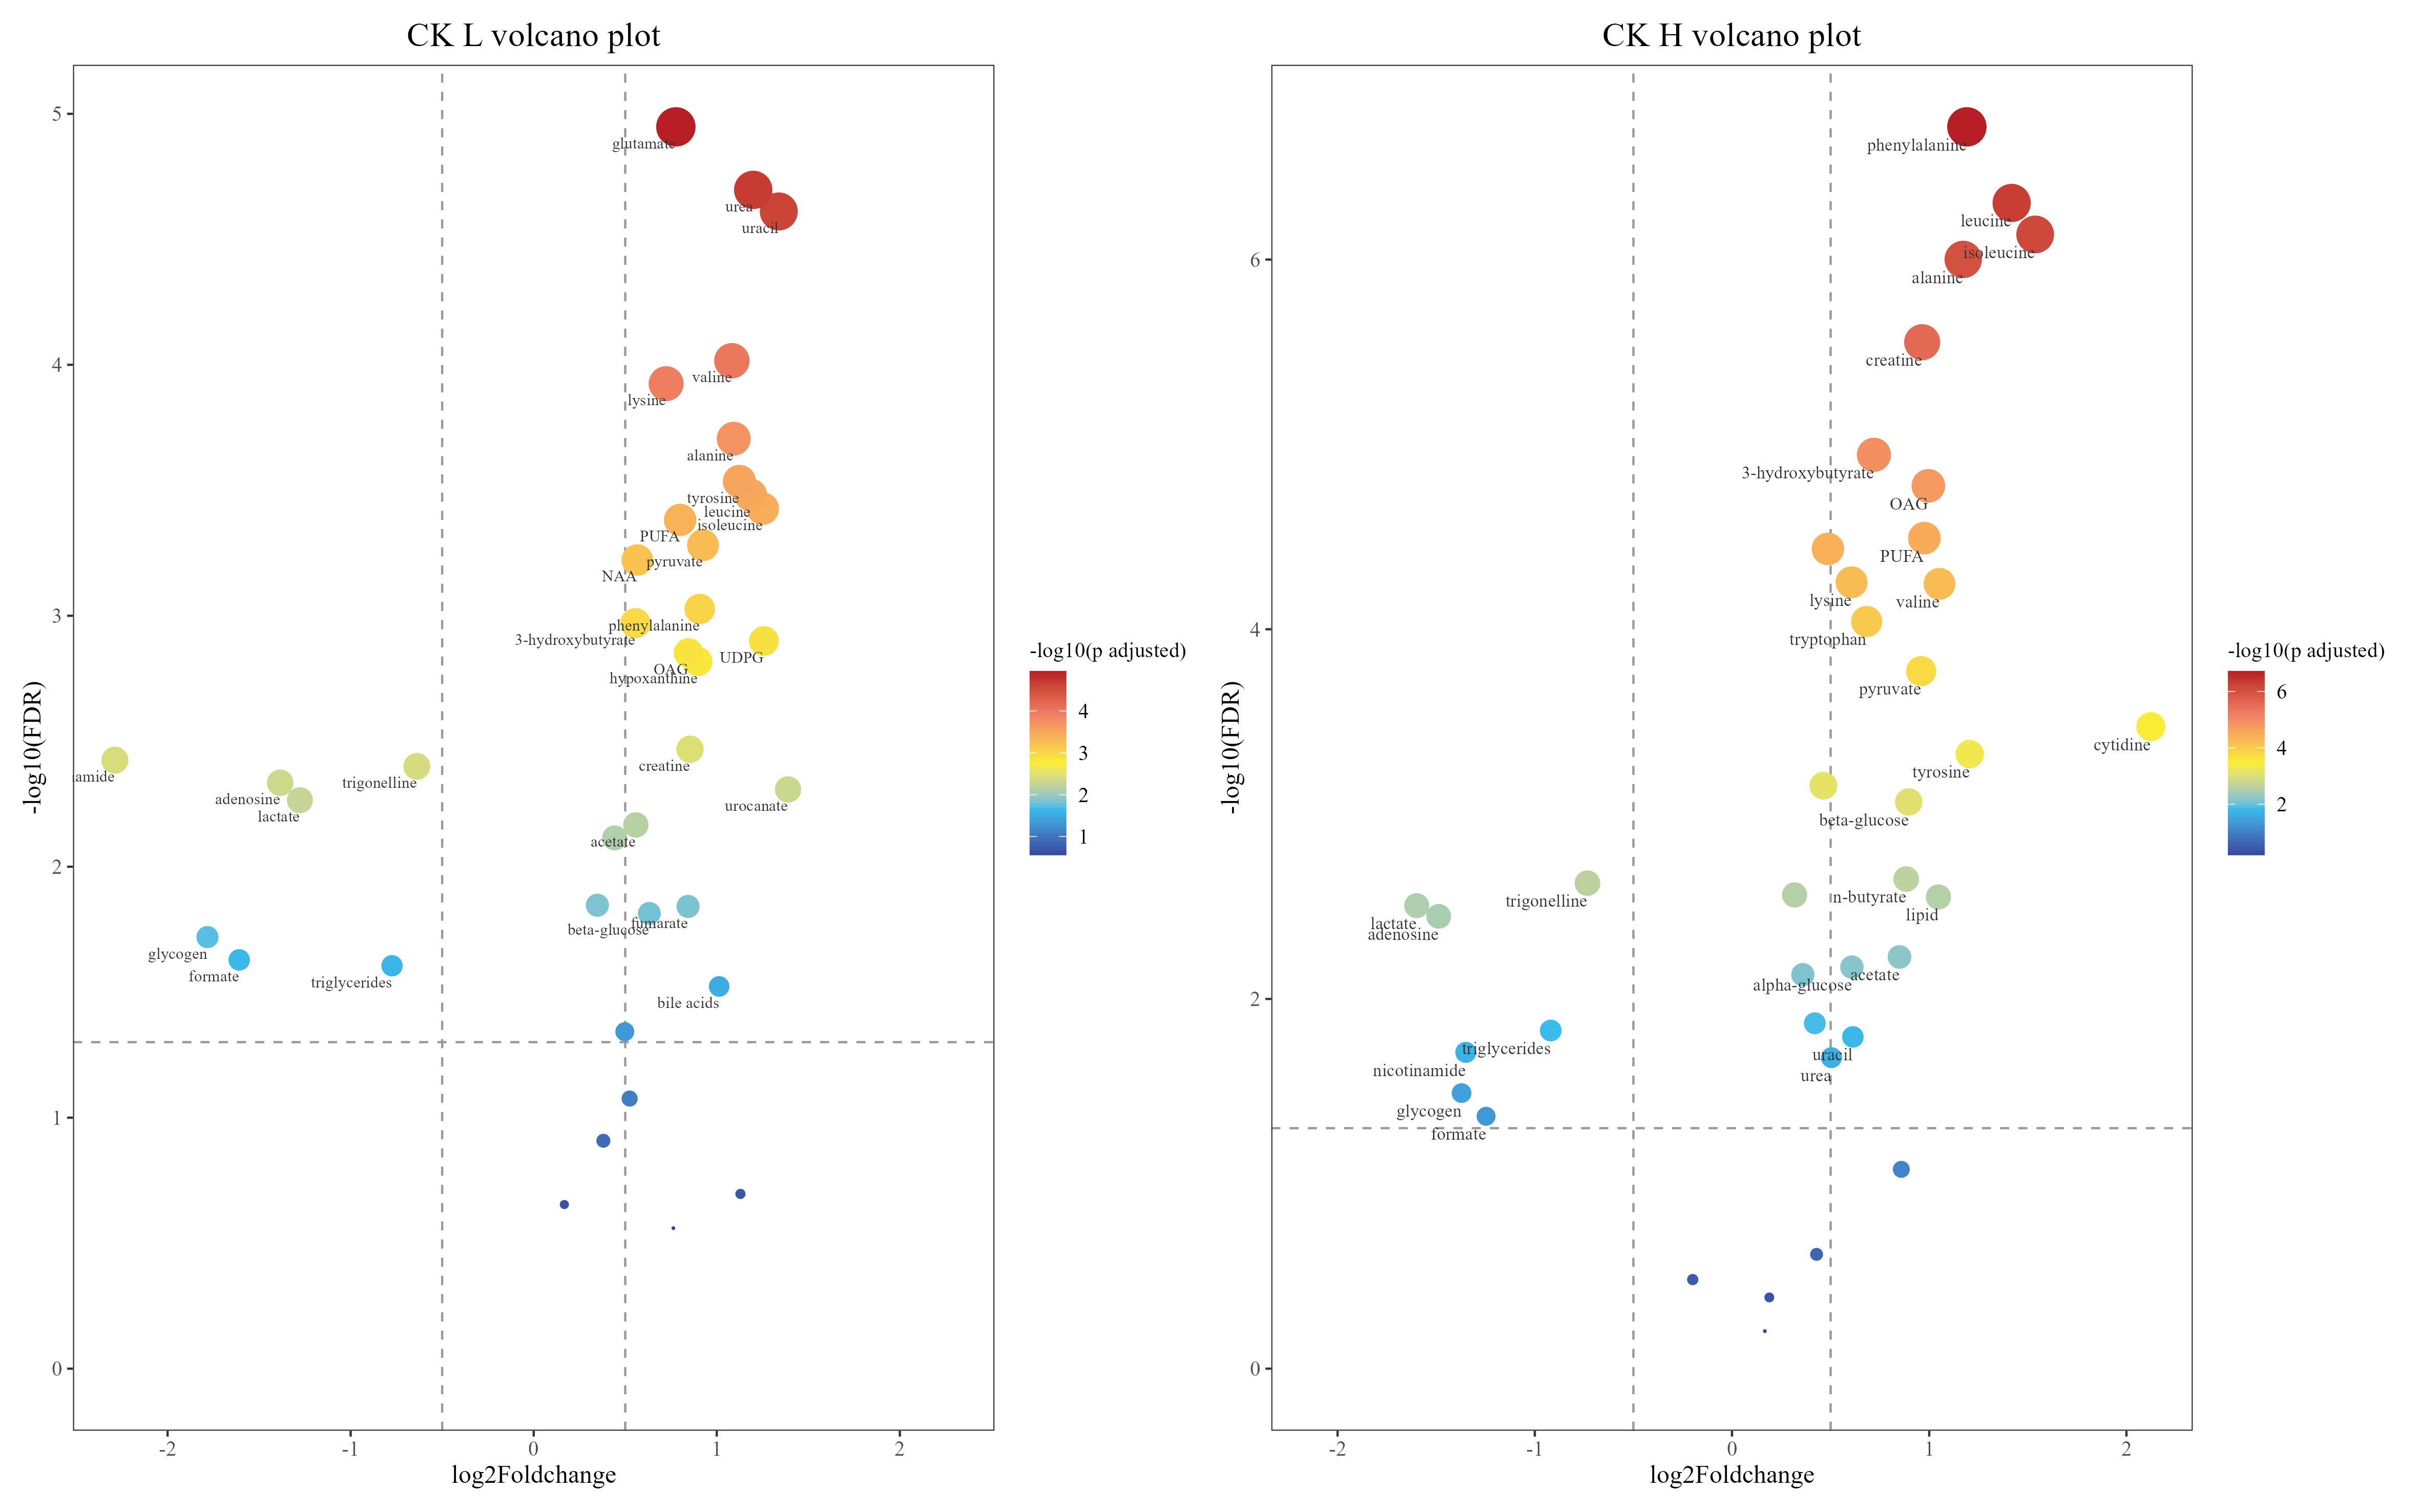 CK L volcano plot
5
4
3
2
1
0
-log10(FDR)
glutamate
urea
uracil
valine
lysine
alanine
tyrosine
leucine
isoleucine
PUFA
pyruvate
NAA
phenylalanine
3-hydroxybutyrate
UDPG
OAG
hypoxanthine
creatine
amide
trigonelline
adenosine
lactate
urocanate
acetate
fumarate
beta-glucose
glycogen
formate
triglycerides
bile acids
-2
-1
0
1
2
log2Foldchange
-log10(p adjusted)
4
3
2
1
CK H volcano plot
6
4
2
0
-log10(FDR)
phenylalanine
leucine
isoleucine
alanine
creatine
3-hydroxybutyrate
OAG
PUFA
lysine
valine
tryptophan
pyruvate
cytidine
tyrosine
beta-glucose
n-butyrate
trigonelline
lipid
lactate
adenosine
acetate
alpha-glucose
triglycerides
uracil
nicotinamide
urea
glycogen
formate
-2
-1
0
1
2
log2Foldchange
-log10(p adjusted)
6
4
2